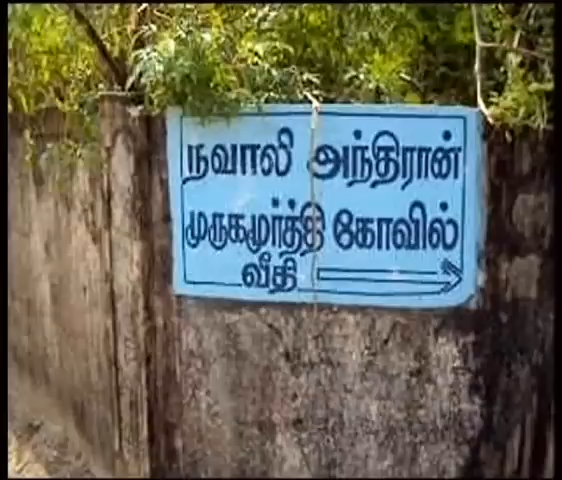 நவாலி அந்திரான்
முருகமூர்த்தி கோவில்
வீதி